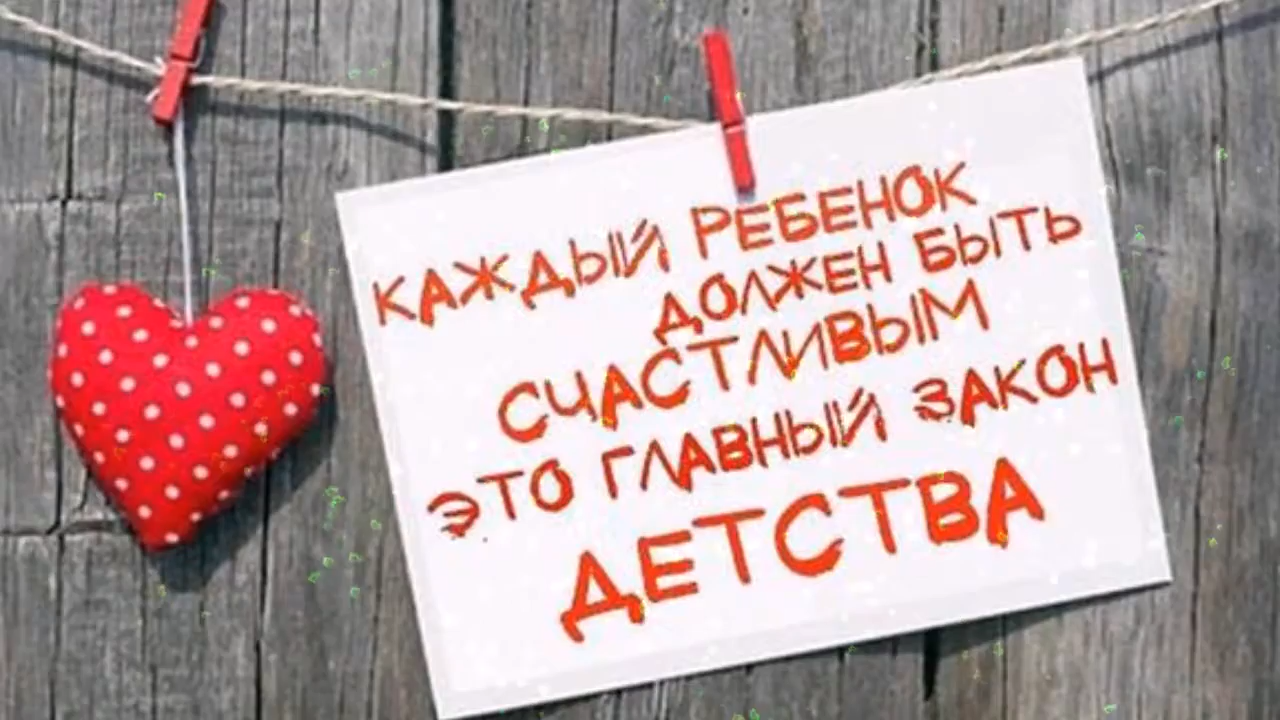 КАЖДЫЙ РЕБЕНОК
ДОЛЖЕН БЫТЬ
СЧАСТЛИВЫМ
ЭТО ГЛАВНЫЙ ЗАКОН
ДЕТСТВА